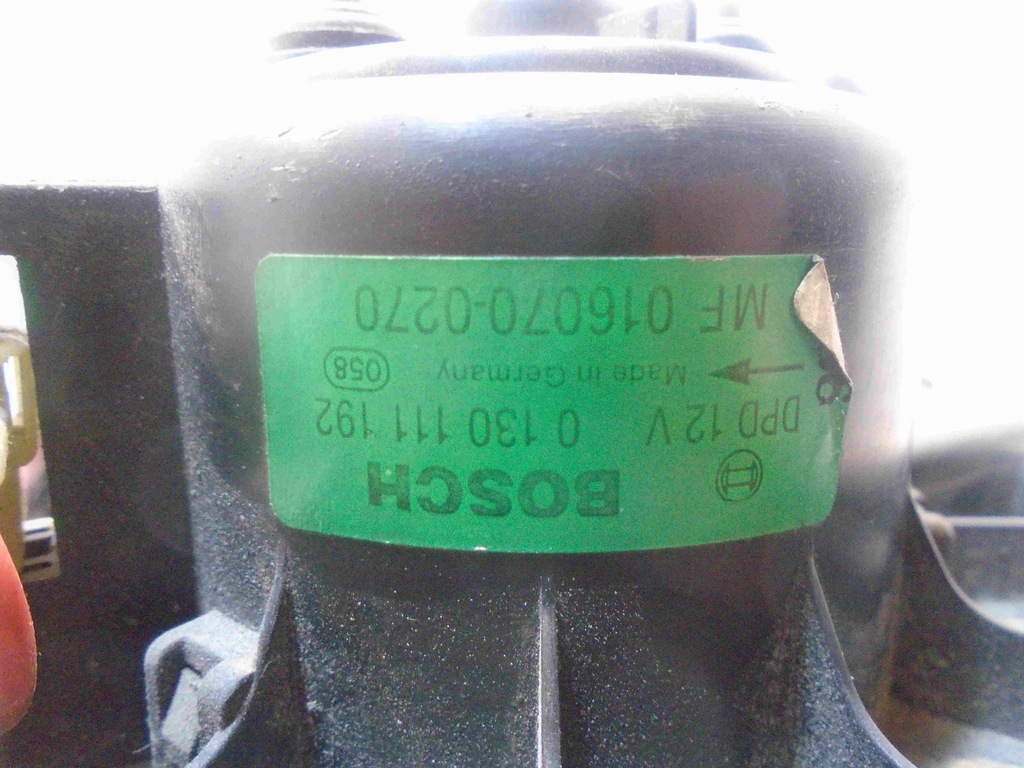 BOSCH
DPD 12 V 0 130 111 192
Made in Germany 058
MF 016070-0270